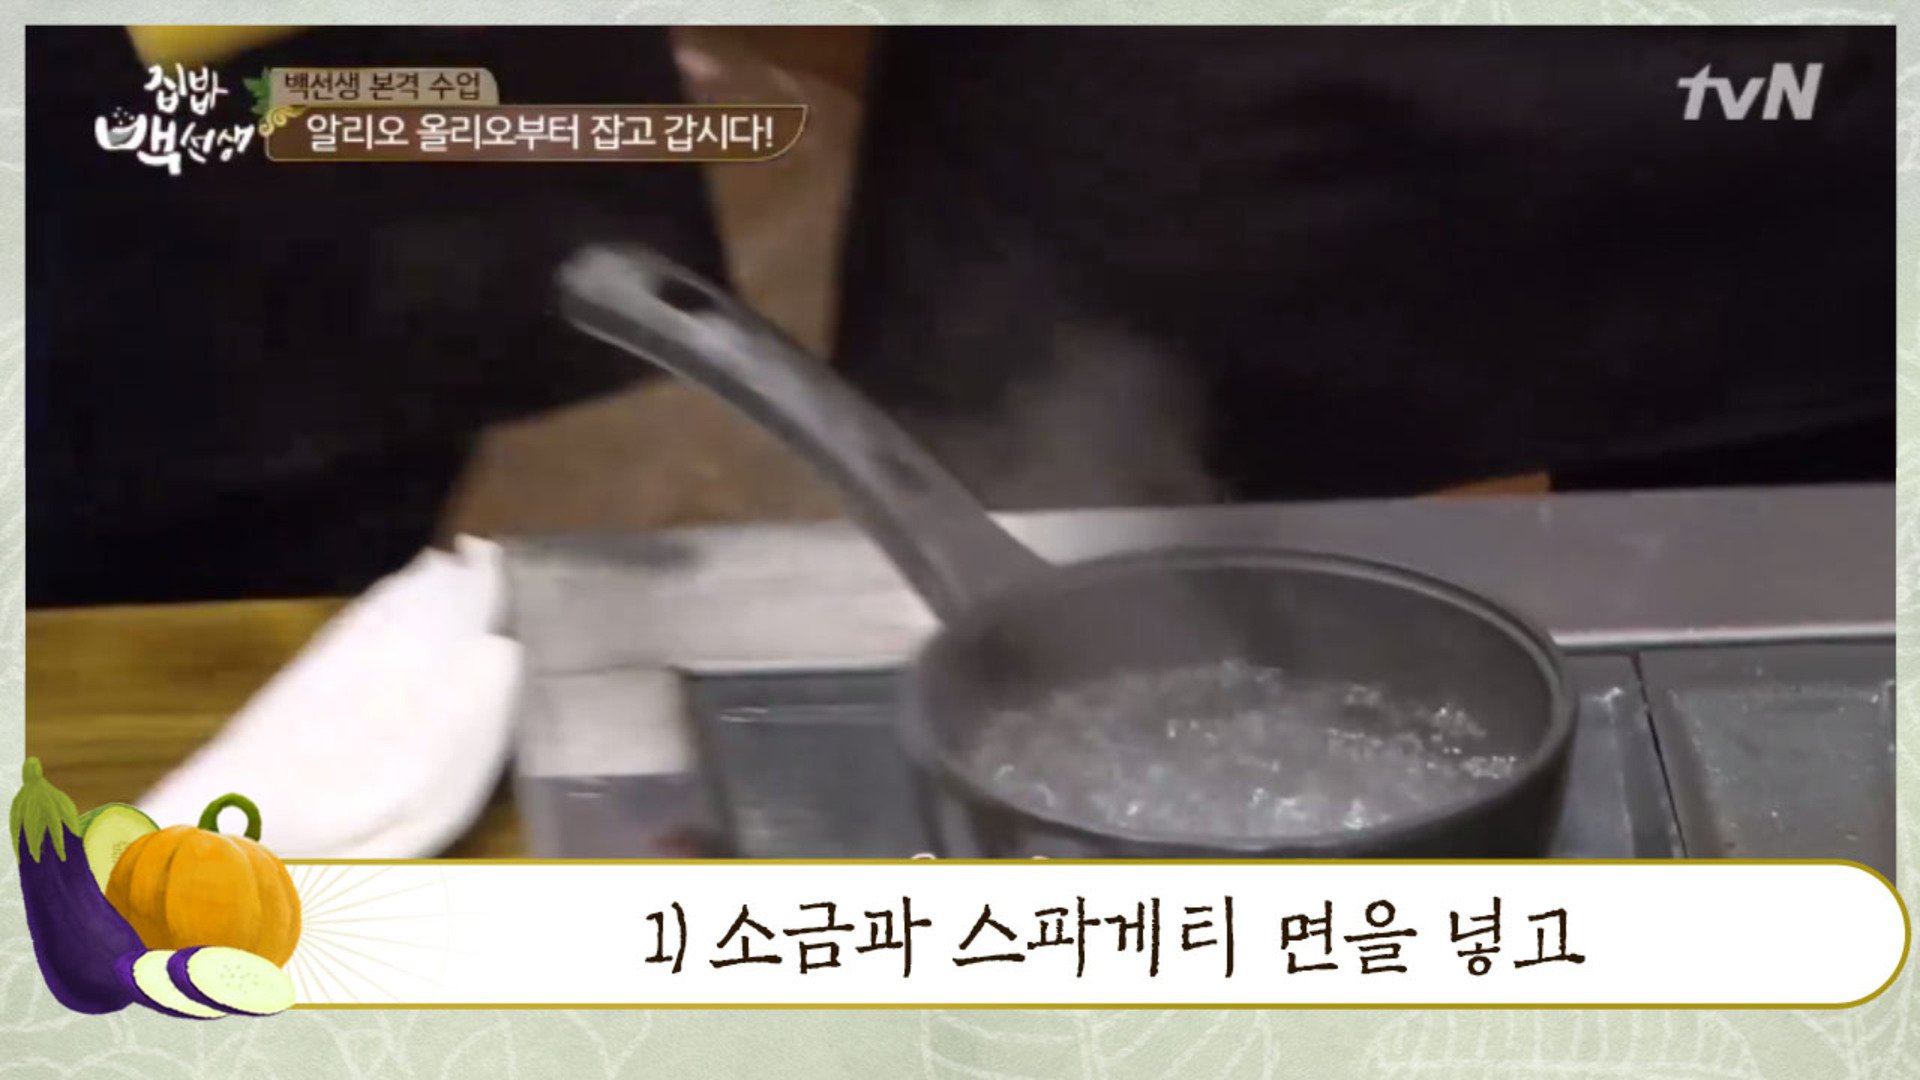 집밥
백선생
백선생 본격 수업
알리오 올리오부터 잡고 갑시다!
tvN
1) 소금과 스파게티 면을 넣고